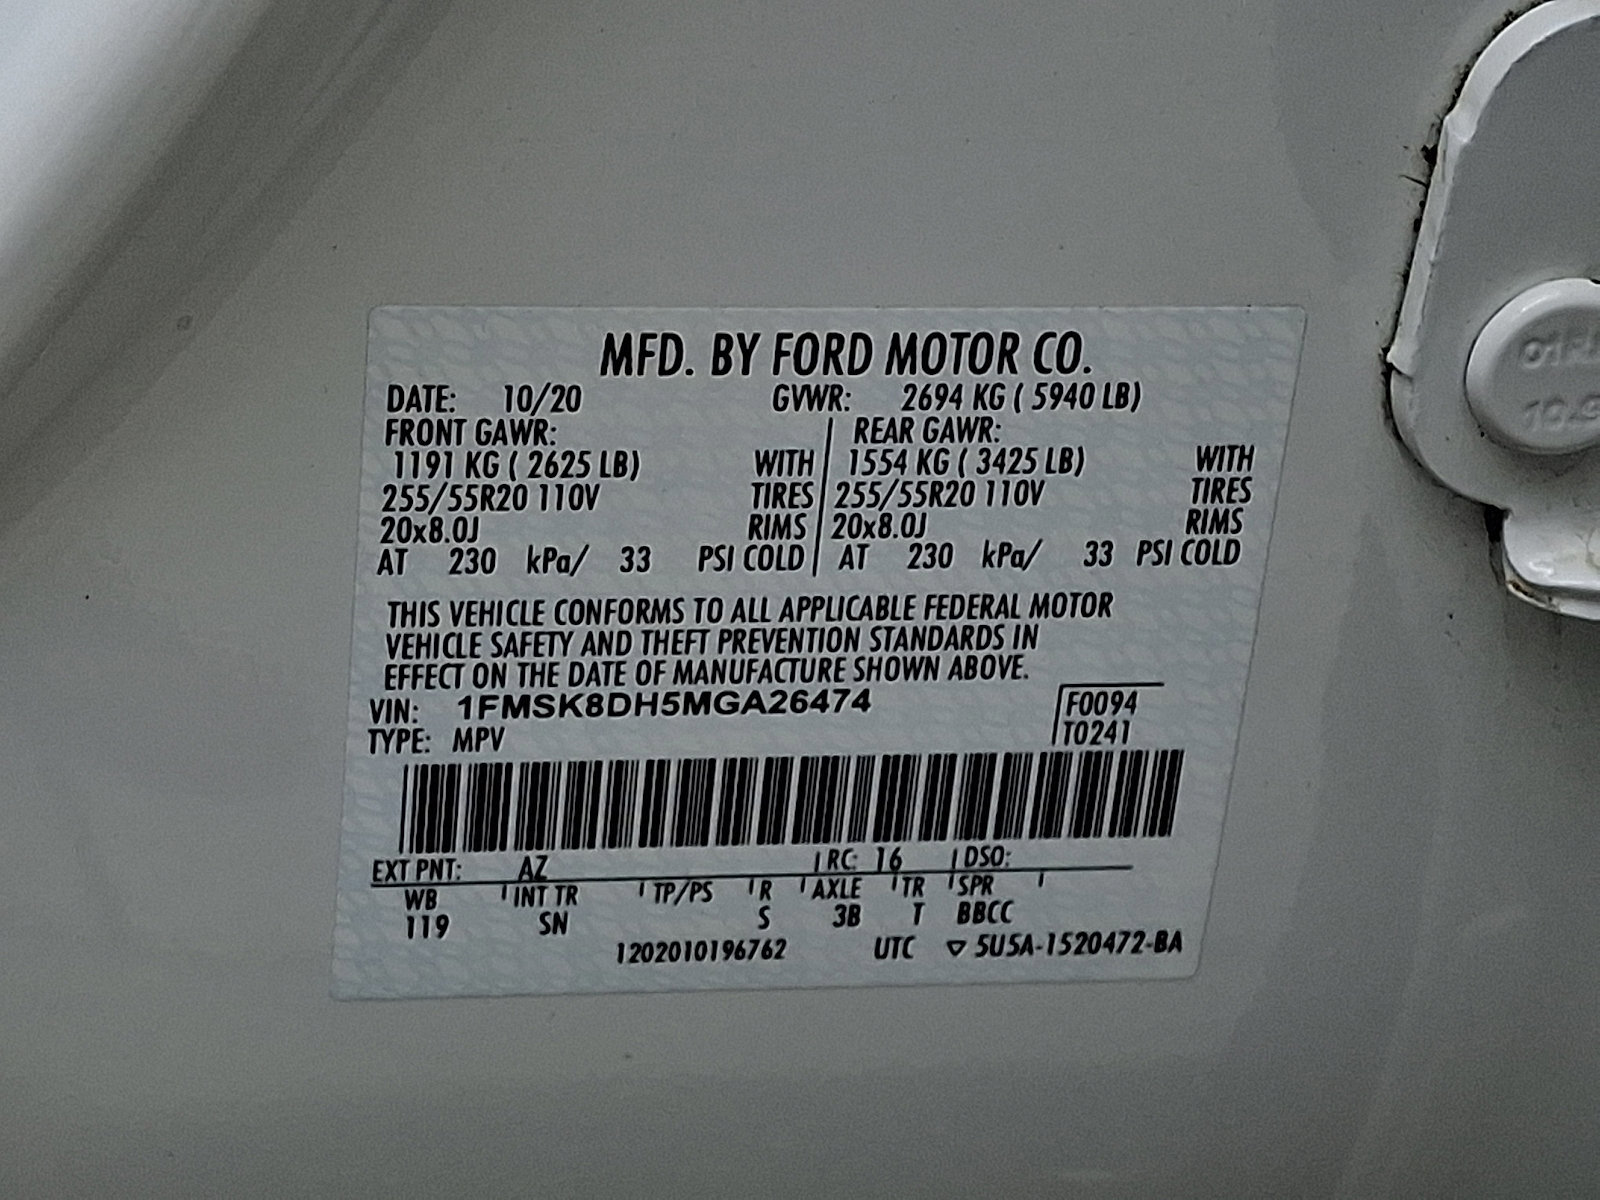 MFD. BY FORD MOTOR CO.
DATE: 10/20 GVWR: 2694 KG ( 5940 LB)
FRONT GAWR: REAR GAWR:
1191 KG ( 2625 LB) WITH 1554 KG ( 3425 LB) WITH
255/55R20 110V TIRES 255/55R20 110V TIRES
20x8.0J RIMS 20x8.0J RIMS
AT 230 kPa/ 33 PSI COLD AT 230 kPa/ 33 PSI COLD
THIS VEHICLE CONFORMS TO ALL APPLICABLE FEDERAL MOTOR
VEHICLE SAFETY AND THEFT PREVENTION STANDARDS IN
EFFECT ON THE DATE OF MANUFACTURE SHOWN ABOVE.
VIN: 1FMSK8DH5MGA26474 F0094
TYPE: MPV T0241
EXT PNT: AZ RC: 16 DSO:
WB INT TR TP/PS R AXLE TR SPR
119 SN S 3B T BBCC
1202010196762 UTC ▽ 5U5A-1520472-BA